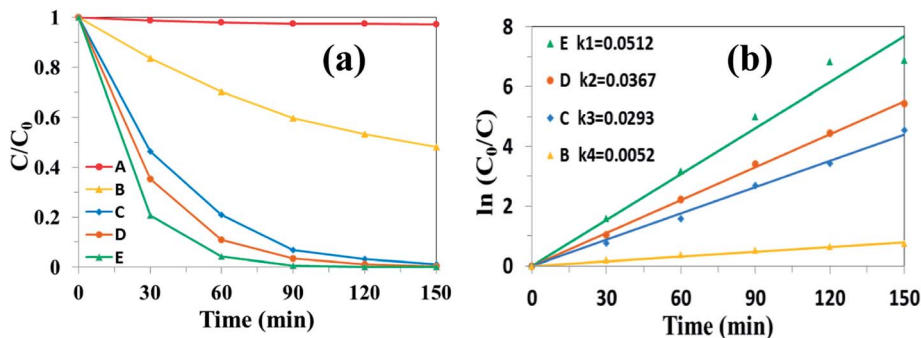 (a)
C/C₀
1
0.8
0.6
0.4
0.2
0
A
B
C
D
E
0 30 60 90 120 150
Time (min)
(b)
ln (C₀/C)
8
6
4
2
0
E k1=0.0512
D k2=0.0367
C k3=0.0293
B k4=0.0052
0 30 60 90 120 150
Time (min)